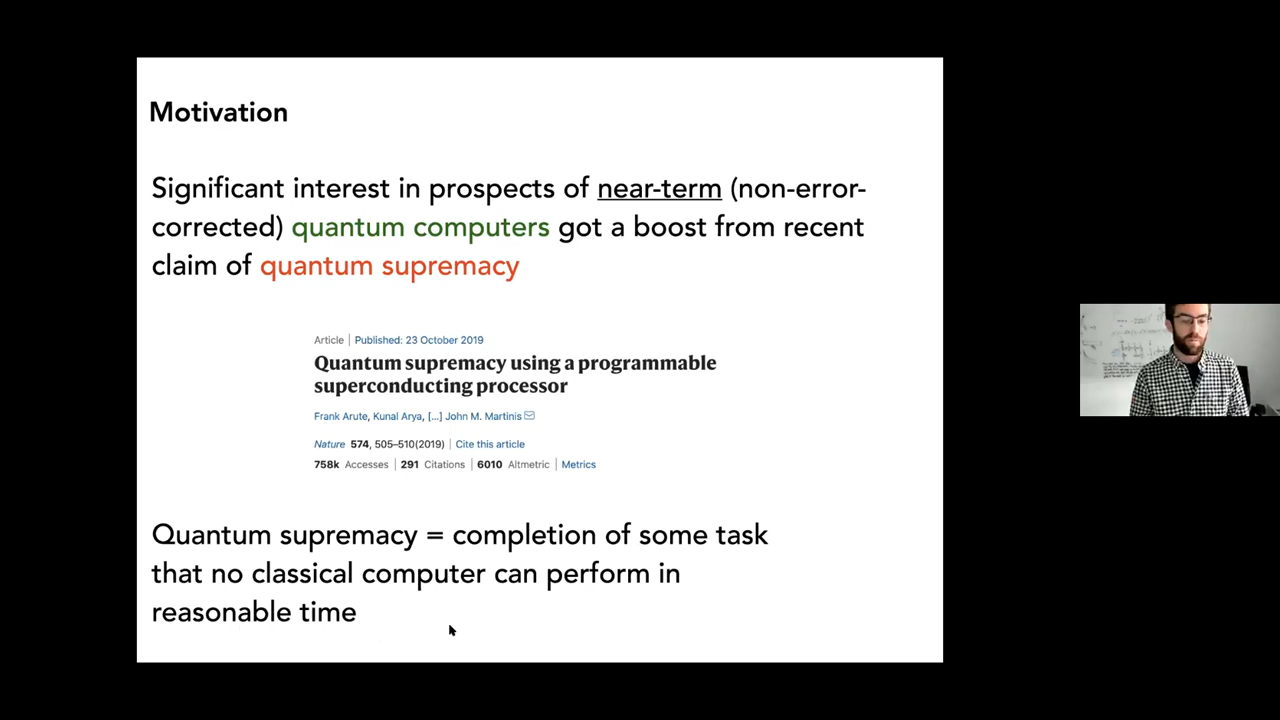 Motivation
Significant interest in prospects of near-term (non-error-
corrected) quantum computers got a boost from recent
claim of quantum supremacy
Article | Published: 23 October 2019
Quantum supremacy using a programmable
superconducting processor
Frank Arute, Kunal Arya, [...] John M. Martinis
Nature 574, 505–510(2019) | Cite this article
758k Accesses | 291 Citations | 6010 Altmetric | Metrics
Quantum supremacy = completion of some task
that no classical computer can perform in
reasonable time